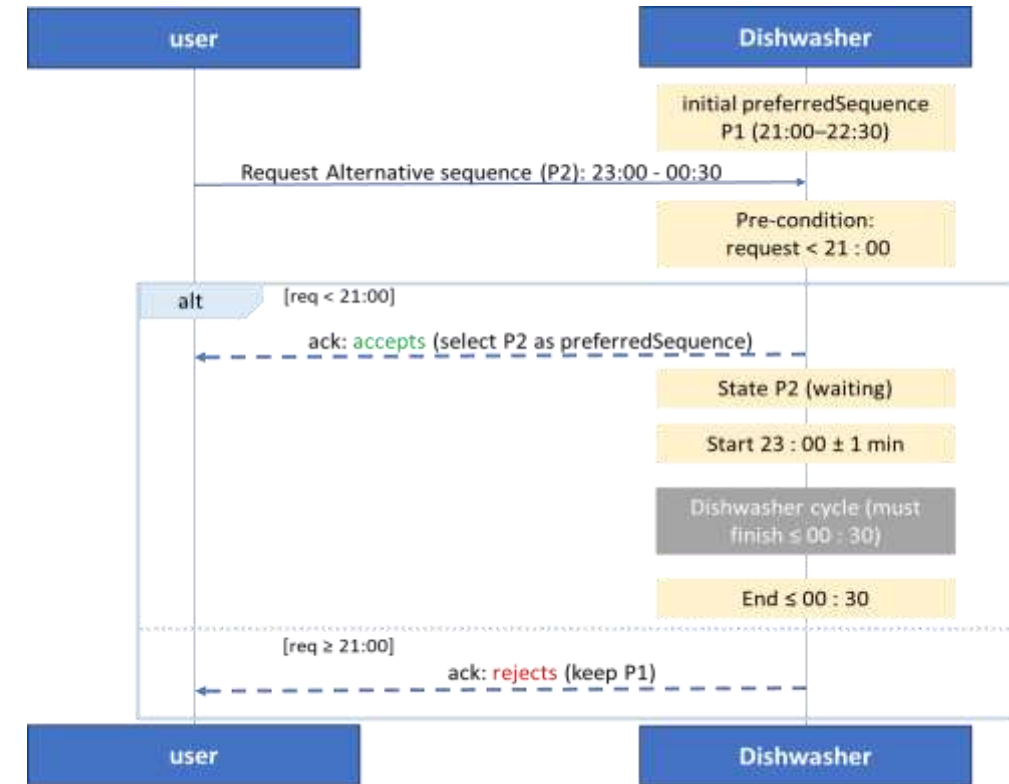 user
Dishwasher
initial preferredSequence
P1 (21:00–22:30)
Request Alternative sequence (P2): 23:00 - 00:30
Pre-condition:
request < 21 : 00
alt
[req < 21:00]
ack: accepts (select P2 as preferredSequence)
State P2 (waiting)
Start 23 : 00 ± 1 min
Dishwasher cycle (must
finish ≤ 00 : 30)
End ≤ 00 : 30
[req ≥ 21:00]
ack: rejects (keep P1)
user
Dishwasher